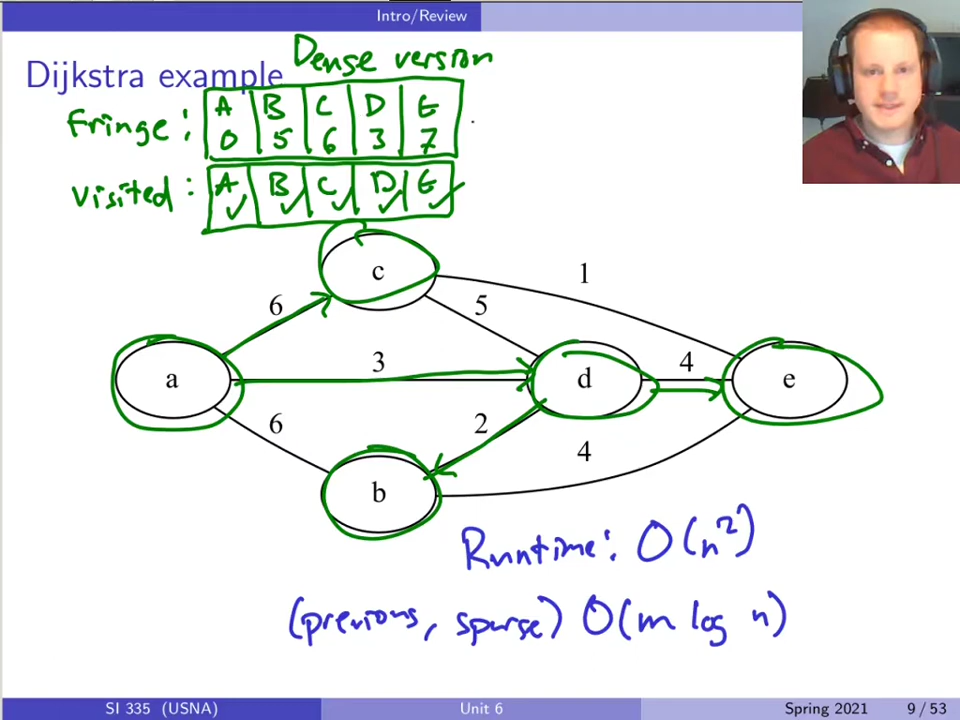 Intro/Review
Dijkstra example
Dense version
Fringe: A B C D E
0 5 6 3 7
Visited: A B C D E
c
1
6
5
a
3
d
4
e
6
2
4
b
Runtime: O(n²)
(previous, sparse) O(m log n)
SI 335 (USNA) Unit 6 Spring 2021 9 / 53